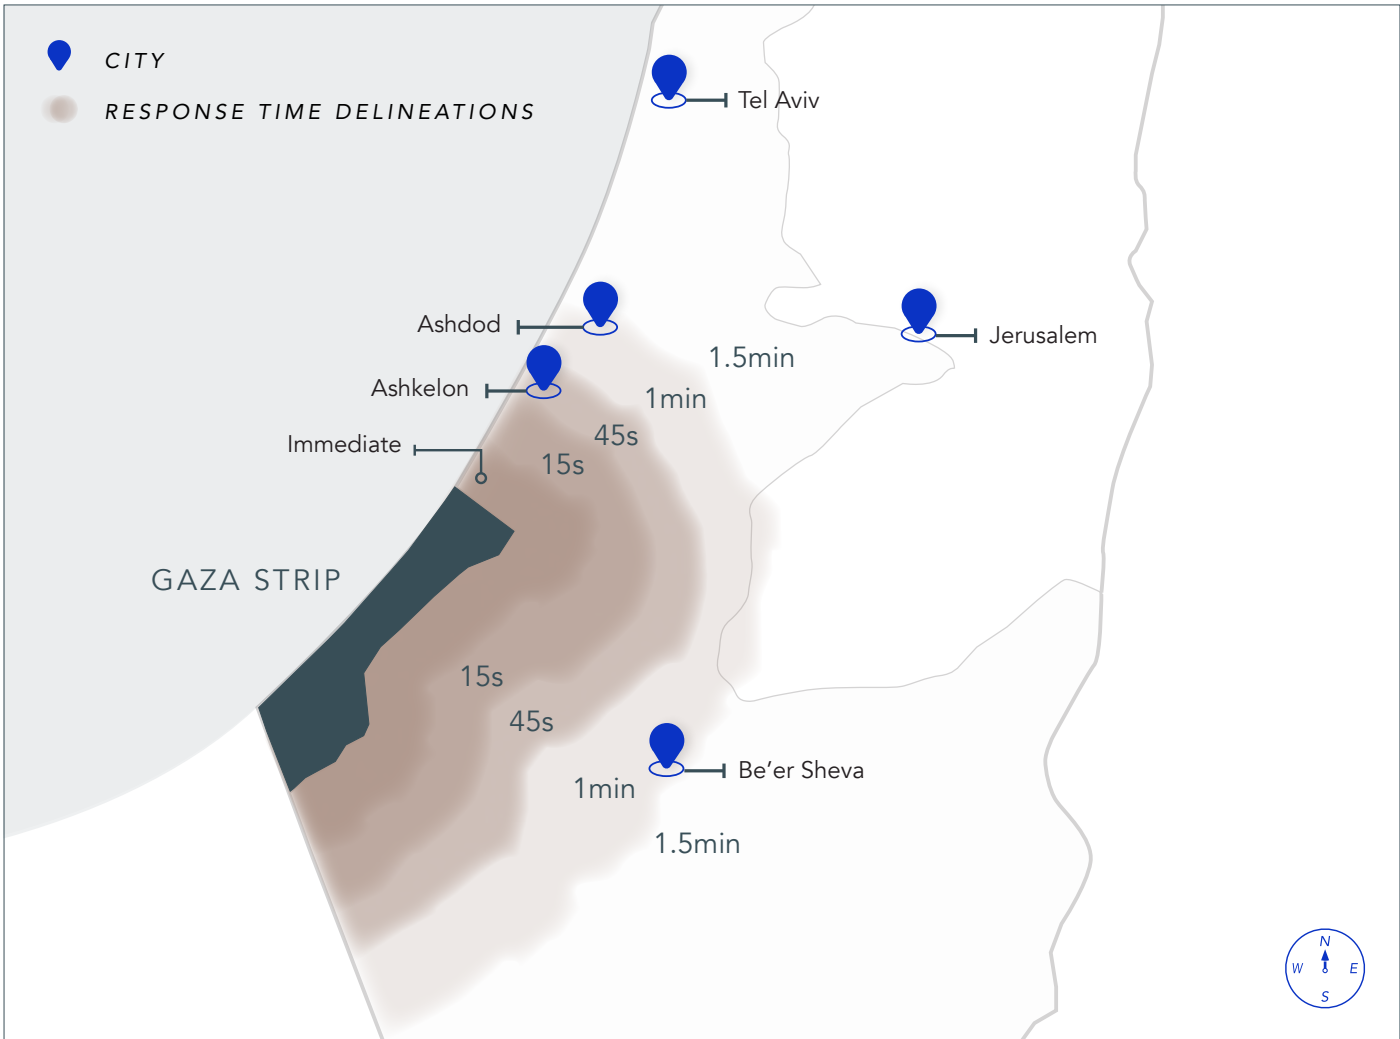 CITY
RESPONSE TIME DELINEATIONS
Tel Aviv
Ashdod
Jerusalem
1.5min
Ashkelon
1min
45s
Immediate
15s
GAZA STRIP
15s
45s
Be’er Sheva
1min
1.5min
N
W E
S